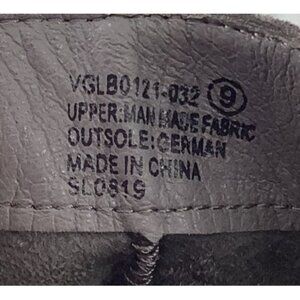 VGLB0121-032 9
UPPER:MAN MADE FABRIC
OUTSOLE:GERMAN
MADE IN CHINA
SL0819